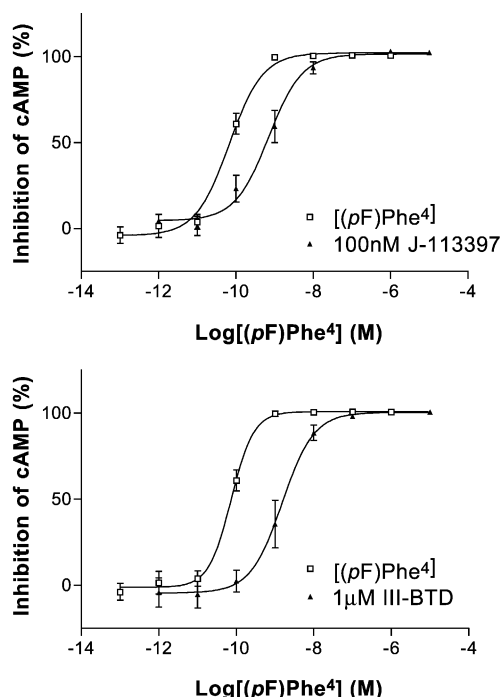 Inhibition of cAMP (%)
100
50
0
[(pF)Phe⁴]
100nM J-113397
-14
-12
-10
-8
-6
-4
Log[(pF)Phe⁴] (M)
Inhibition of cAMP (%)
100
50
0
[(pF)Phe⁴]
1µM III-BTD
-14
-12
-10
-8
-6
-4
Log[(pF)Phe⁴] (M)